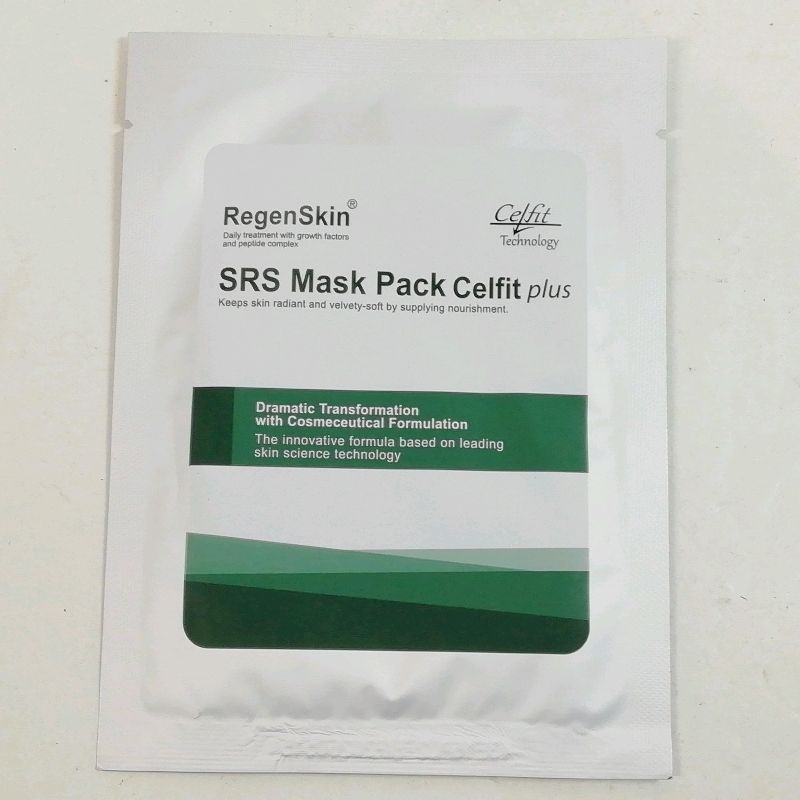 RegenSkin®
Daily treatment with growth factors
and peptide complex
Celfit
Technology
SRS Mask Pack Celfit plus
Keeps skin radiant and velvety-soft by supplying nourishment.
Dramatic Transformation
with Cosmeceutical Formulation
The innovative formula based on leading
skin science technology